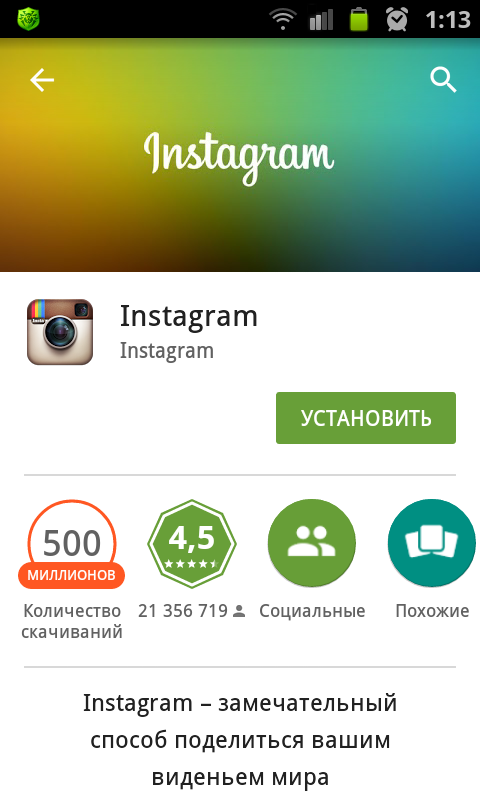 1:13
Instagram
Insta
Instagram
Instagram
УСТАНОВИТЬ
500
МИЛЛИОНОВ
4,5
Количество
скачиваний
21 356 719
Социальные
Похожие
Instagram – замечательный
способ поделиться вашим
виденьем мира